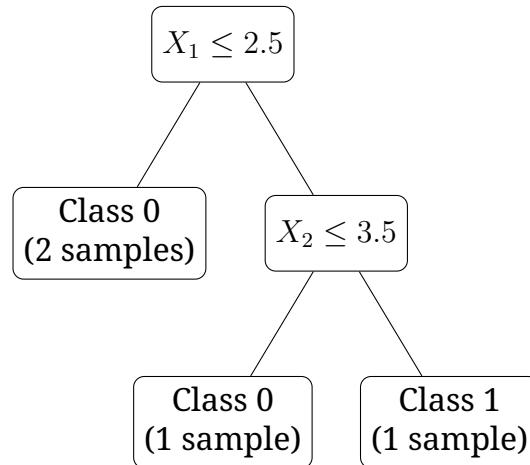 X₁ ≤ 2.5
Class 0
(2 samples)
X₂ ≤ 3.5
Class 0
(1 sample)
Class 1
(1 sample)